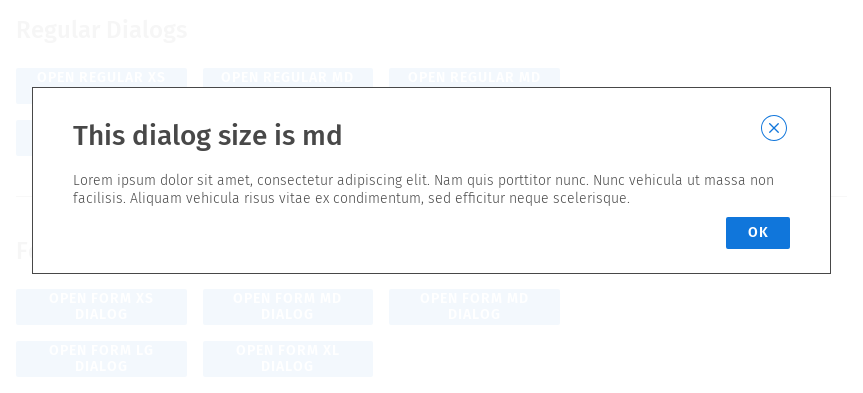 Regular Dialogs
OPEN REGULAR XS
OPEN REGULAR MD
OPEN REGULAR MD
This dialog size is md
Lorem ipsum dolor sit amet, consectetur adipiscing elit. Nam quis porttitor nunc. Nunc vehicula ut massa non
facilisis. Aliquam vehicula risus vitae ex condimentum, sed efficitur neque scelerisque.
OK
OPEN FORM XS
DIALOG
OPEN FORM MD
DIALOG
OPEN FORM MD
DIALOG
OPEN FORM LG
DIALOG
OPEN FORM XL
DIALOG